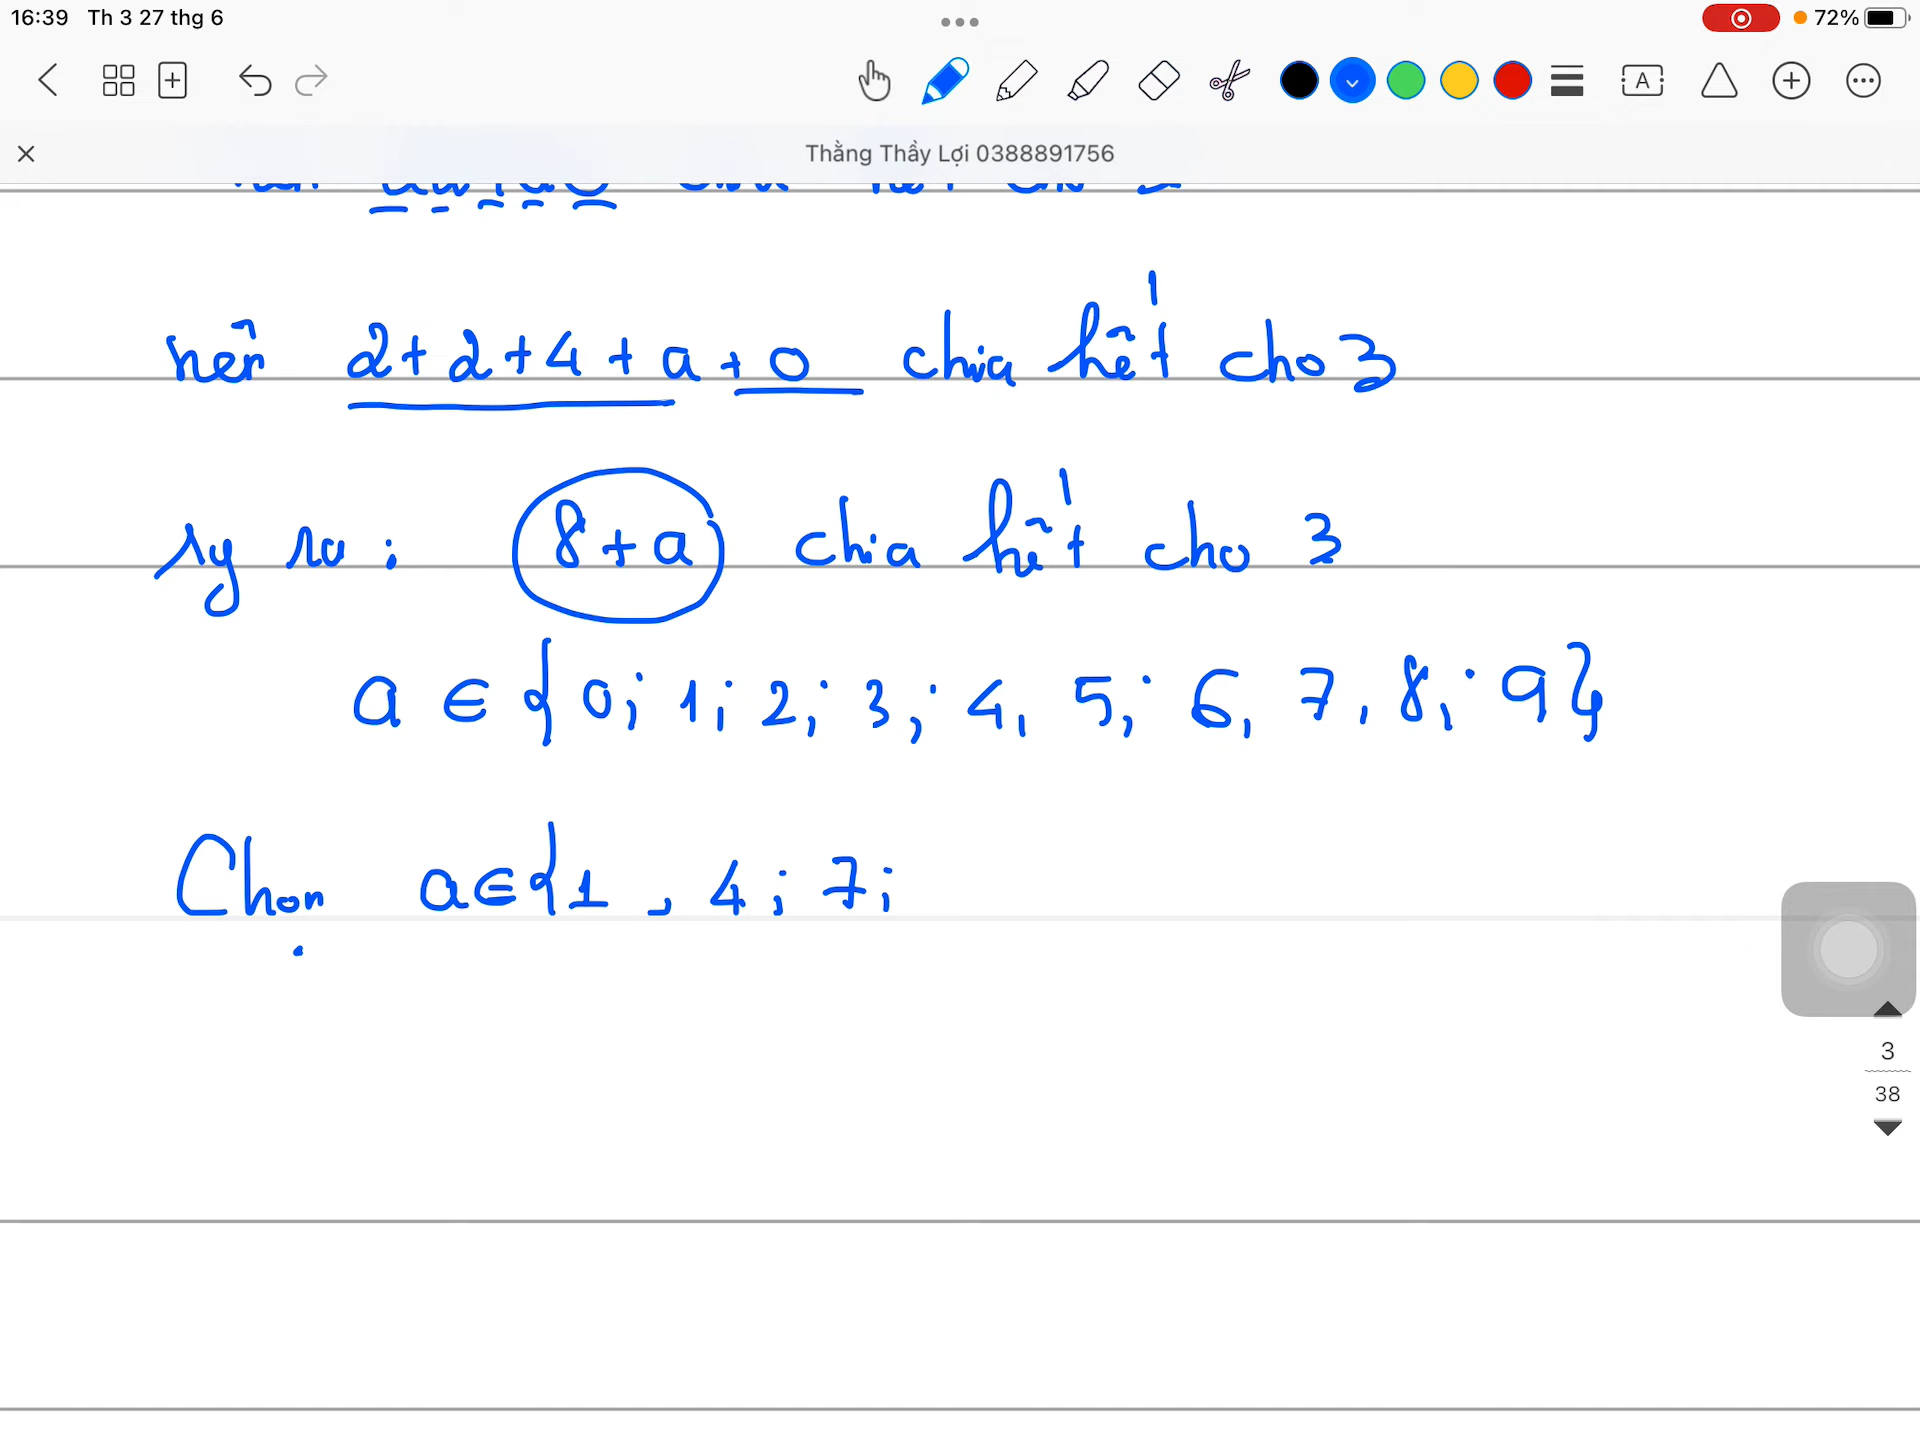 16:39 Th 3 27 thg 6 72%
A
Thằng Thầy Lợi 0388891756
nên 2+2+4+a+0 chia hết cho 3
sy ra : 8+a chia hết cho 3
a ∈ { 0; 1; 2; 3; 4, 5; 6, 7, 8; 9}
Chọn a∈{1, 4; 7;
3
38